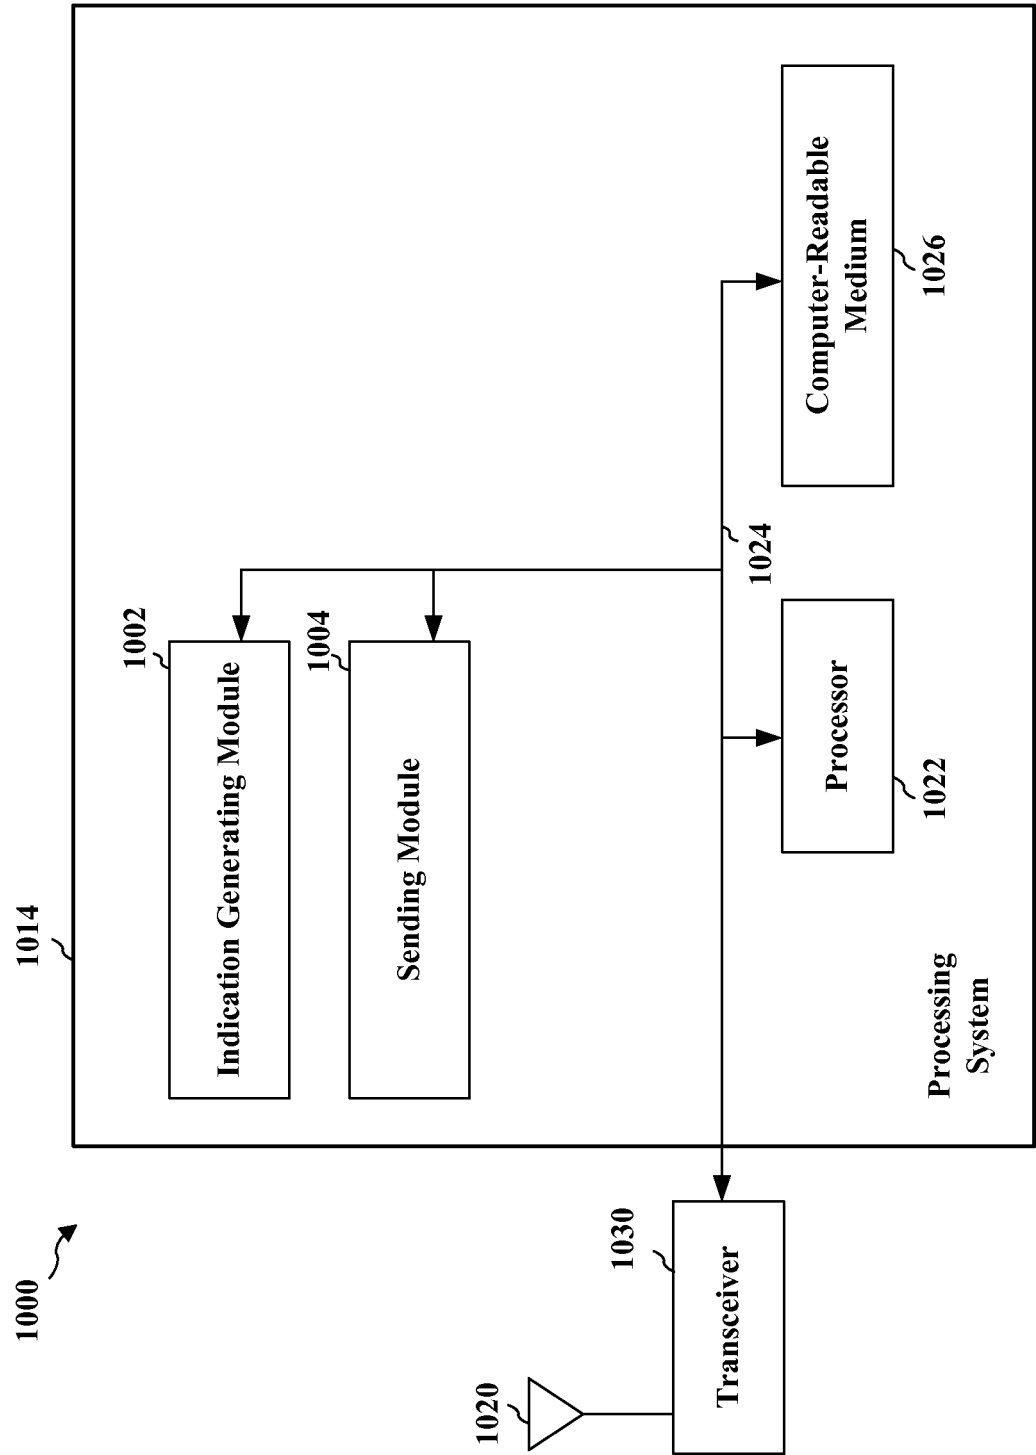 1000
1014
1002
Indication Generating Module
1004
Sending Module
1020
1030
Transceiver
1024
Processor
1022
Computer-Readable
Medium
1026
Processing
System